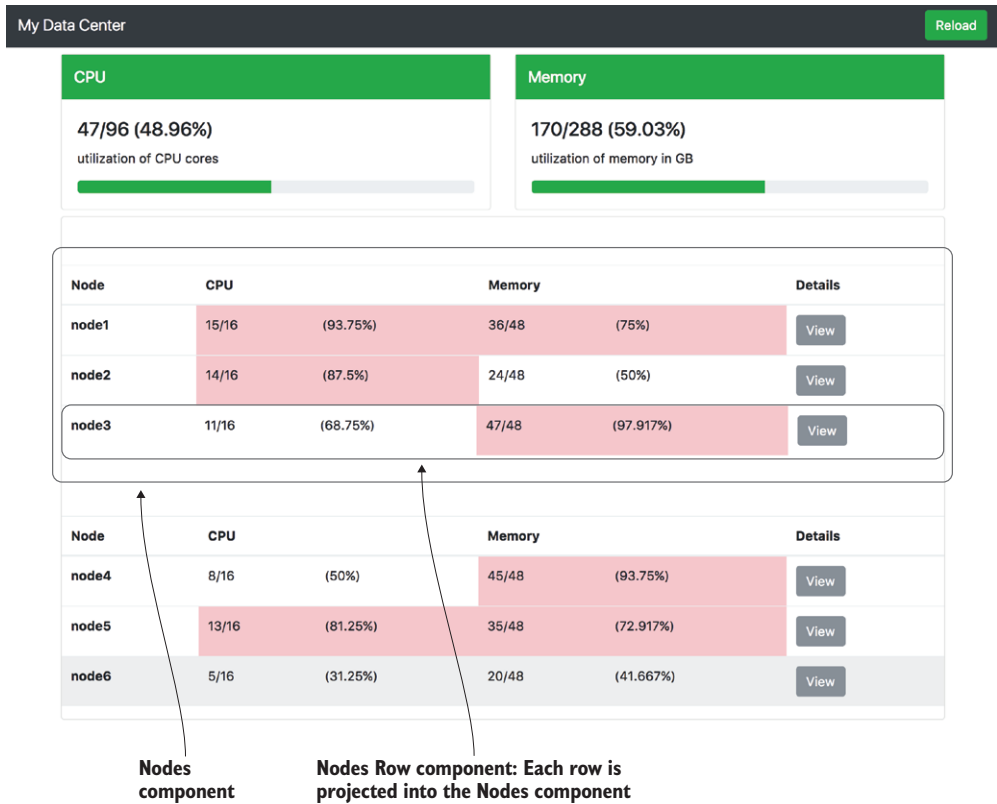 My Data Center Reload
CPU Memory
47/96 (48.96%) 170/288 (59.03%)
utilization of CPU cores utilization of memory in GB
Node CPU Memory Details
node1 15/16 (93.75%) 36/48 (75%) View
node2 14/16 (87.5%) 24/48 (50%) View
node3 11/16 (68.75%) 47/48 (97.917%) View
Node CPU Memory Details
node4 8/16 (50%) 45/48 (93.75%) View
node5 13/16 (81.25%) 35/48 (72.917%) View
node6 5/16 (31.25%) 20/48 (41.667%) View
Nodes
component
Nodes Row component: Each row is
projected into the Nodes component